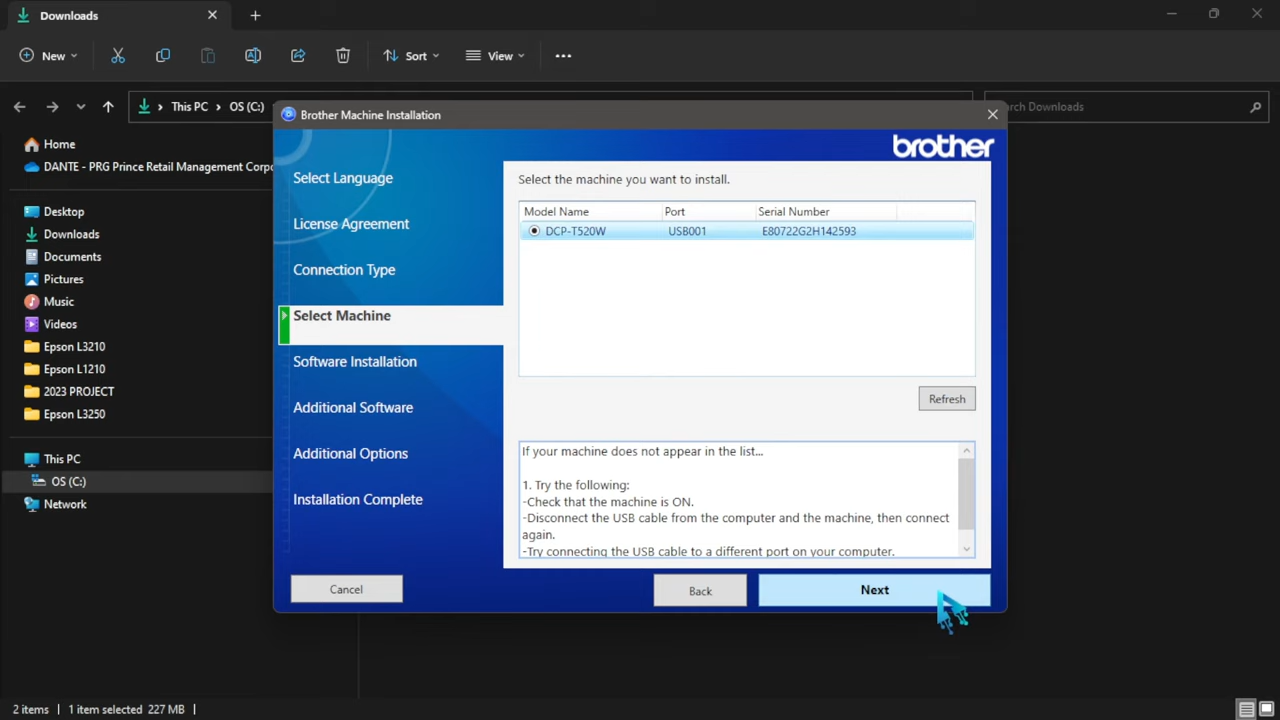 Downloads
New
Sort
View
This PC
OS (C:)
Downloads
Home
DANTE - PRG Prince Retail Management
Desktop
Downloads
Documents
Pictures
Music
Videos
Epson L3210
Epson L1210
2023 PROJECT
Epson L3250
This PC
OS (C:)
Network
2 items
1 item selected 227 MB
Brother Machine Installation
brother
Select Language
License Agreement
Connection Type
Select Machine
Software Installation
Additional Software
Additional Options
Installation Complete
Select the machine you want to install.
Model Name Port Serial Number
DCP-T520W USB001 E80722G2H142593
Refresh
If your machine does not appear in the list...
1. Try the following:
-Check that the machine is ON.
-Disconnect the USB cable from the computer and the machine, then connect
again.
-Try connecting the USB cable to a different port on your computer.
Cancel
Back
Next